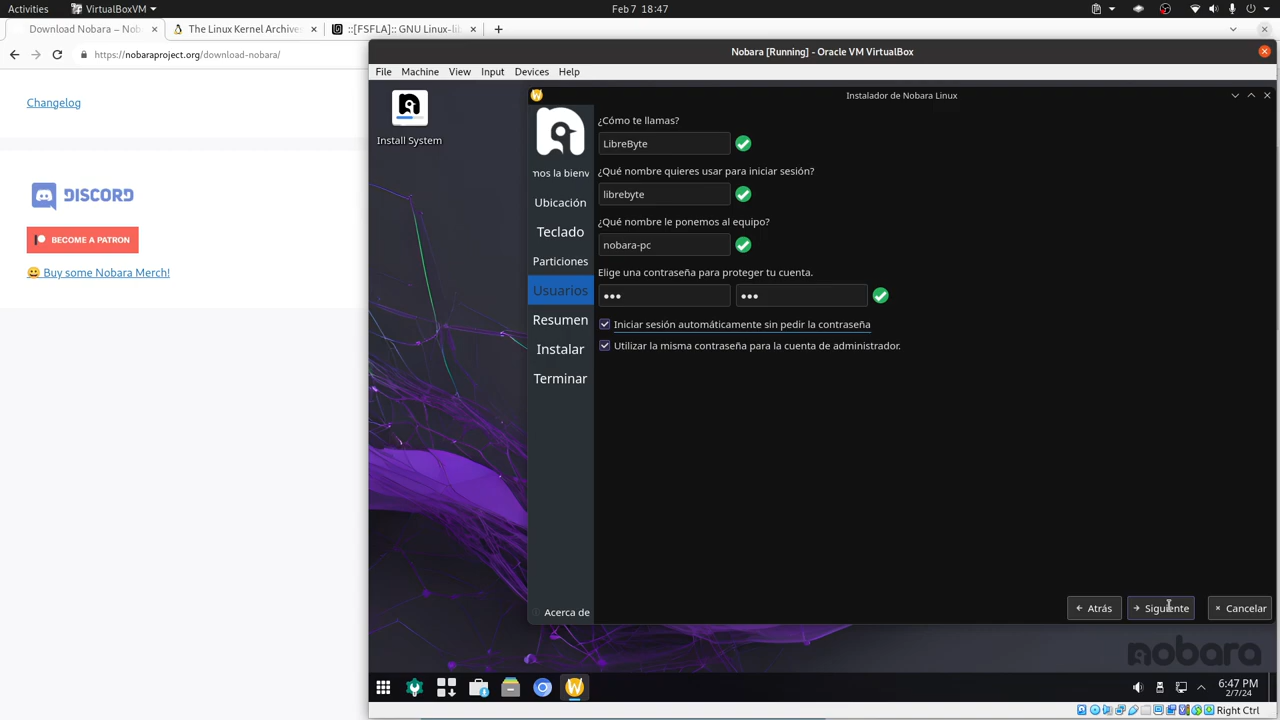 Activities
VirtualBoxVM
Feb 7 18:47
Download Nobara – Nob
The Linux Kernel Archive
::[FSFLA]:: GNU Linux-li
https://nobaraproject.org/download-nobara/
Changelog
DISCORD
BECOME A PATRON
😀 Buy some Nobara Merch!
Nobara [Running] - Oracle VM VirtualBox
File Machine View Input Devices Help
Install System
Instalador de Nobara Linux
mos la bienv
Ubicación
Teclado
Particiones
Usuarios
Resumen
Instalar
Terminar
Acerca de
¿Cómo te llamas?
LibreByte
¿Qué nombre quieres usar para iniciar sesión?
librebyte
¿Qué nombre le ponemos al equipo?
nobara-pc
Elige una contraseña para proteger tu cuenta.
●●● ●●●
Iniciar sesión automáticamente sin pedir la contraseña
Utilizar la misma contraseña para la cuenta de administrador.
Atrás Siguiente Cancelar
nobara
6:47 PM
2/7/24
Right Ctrl